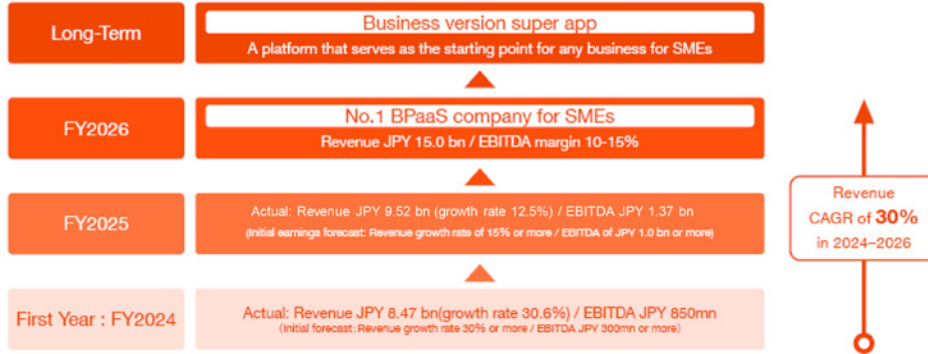 Long-Term
Business version super app
A platform that serves as the starting point for any business for SMEs
FY2026
No.1 BPaaS company for SMEs
Revenue JPY 15.0 bn / EBITDA margin 10-15%
FY2025
Actual: Revenue JPY 9.52 bn (growth rate 12.5%) / EBITDA JPY 1.37 bn
(Initial earnings forecast: Revenue growth rate of 15% or more / EBITDA of JPY 1.0 bn or more)
First Year : FY2024
Actual: Revenue JPY 8.47 bn(growth rate 30.6%) / EBITDA JPY 850mn
(Initial forecast: Revenue growth rate 30% or more / EBITDA JPY 300mn or more)
Revenue
CAGR of 30%
in 2024–2026